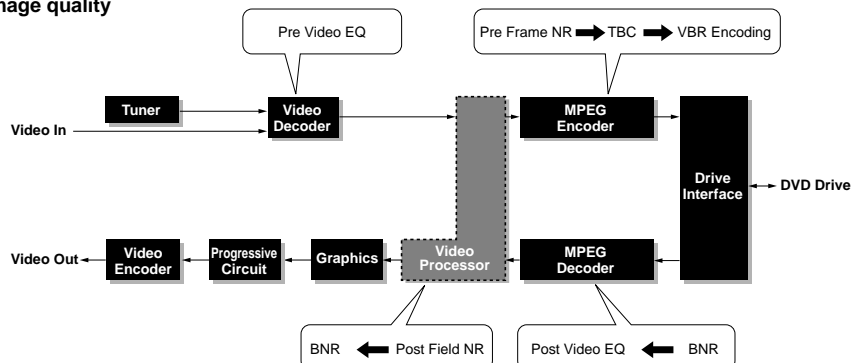 mage quality
Pre Video EQ
Pre Frame NR TBC VBR Encoding
Tuner
Video
Decoder
MPEG
Encoder
Video In
Drive
Interface
DVD Drive
Video Out
Video
Encoder
Progressive
Circuit
Graphics
Video
Processor
MPEG
Decoder
BNR Post Field NR
Post Video EQ BNR